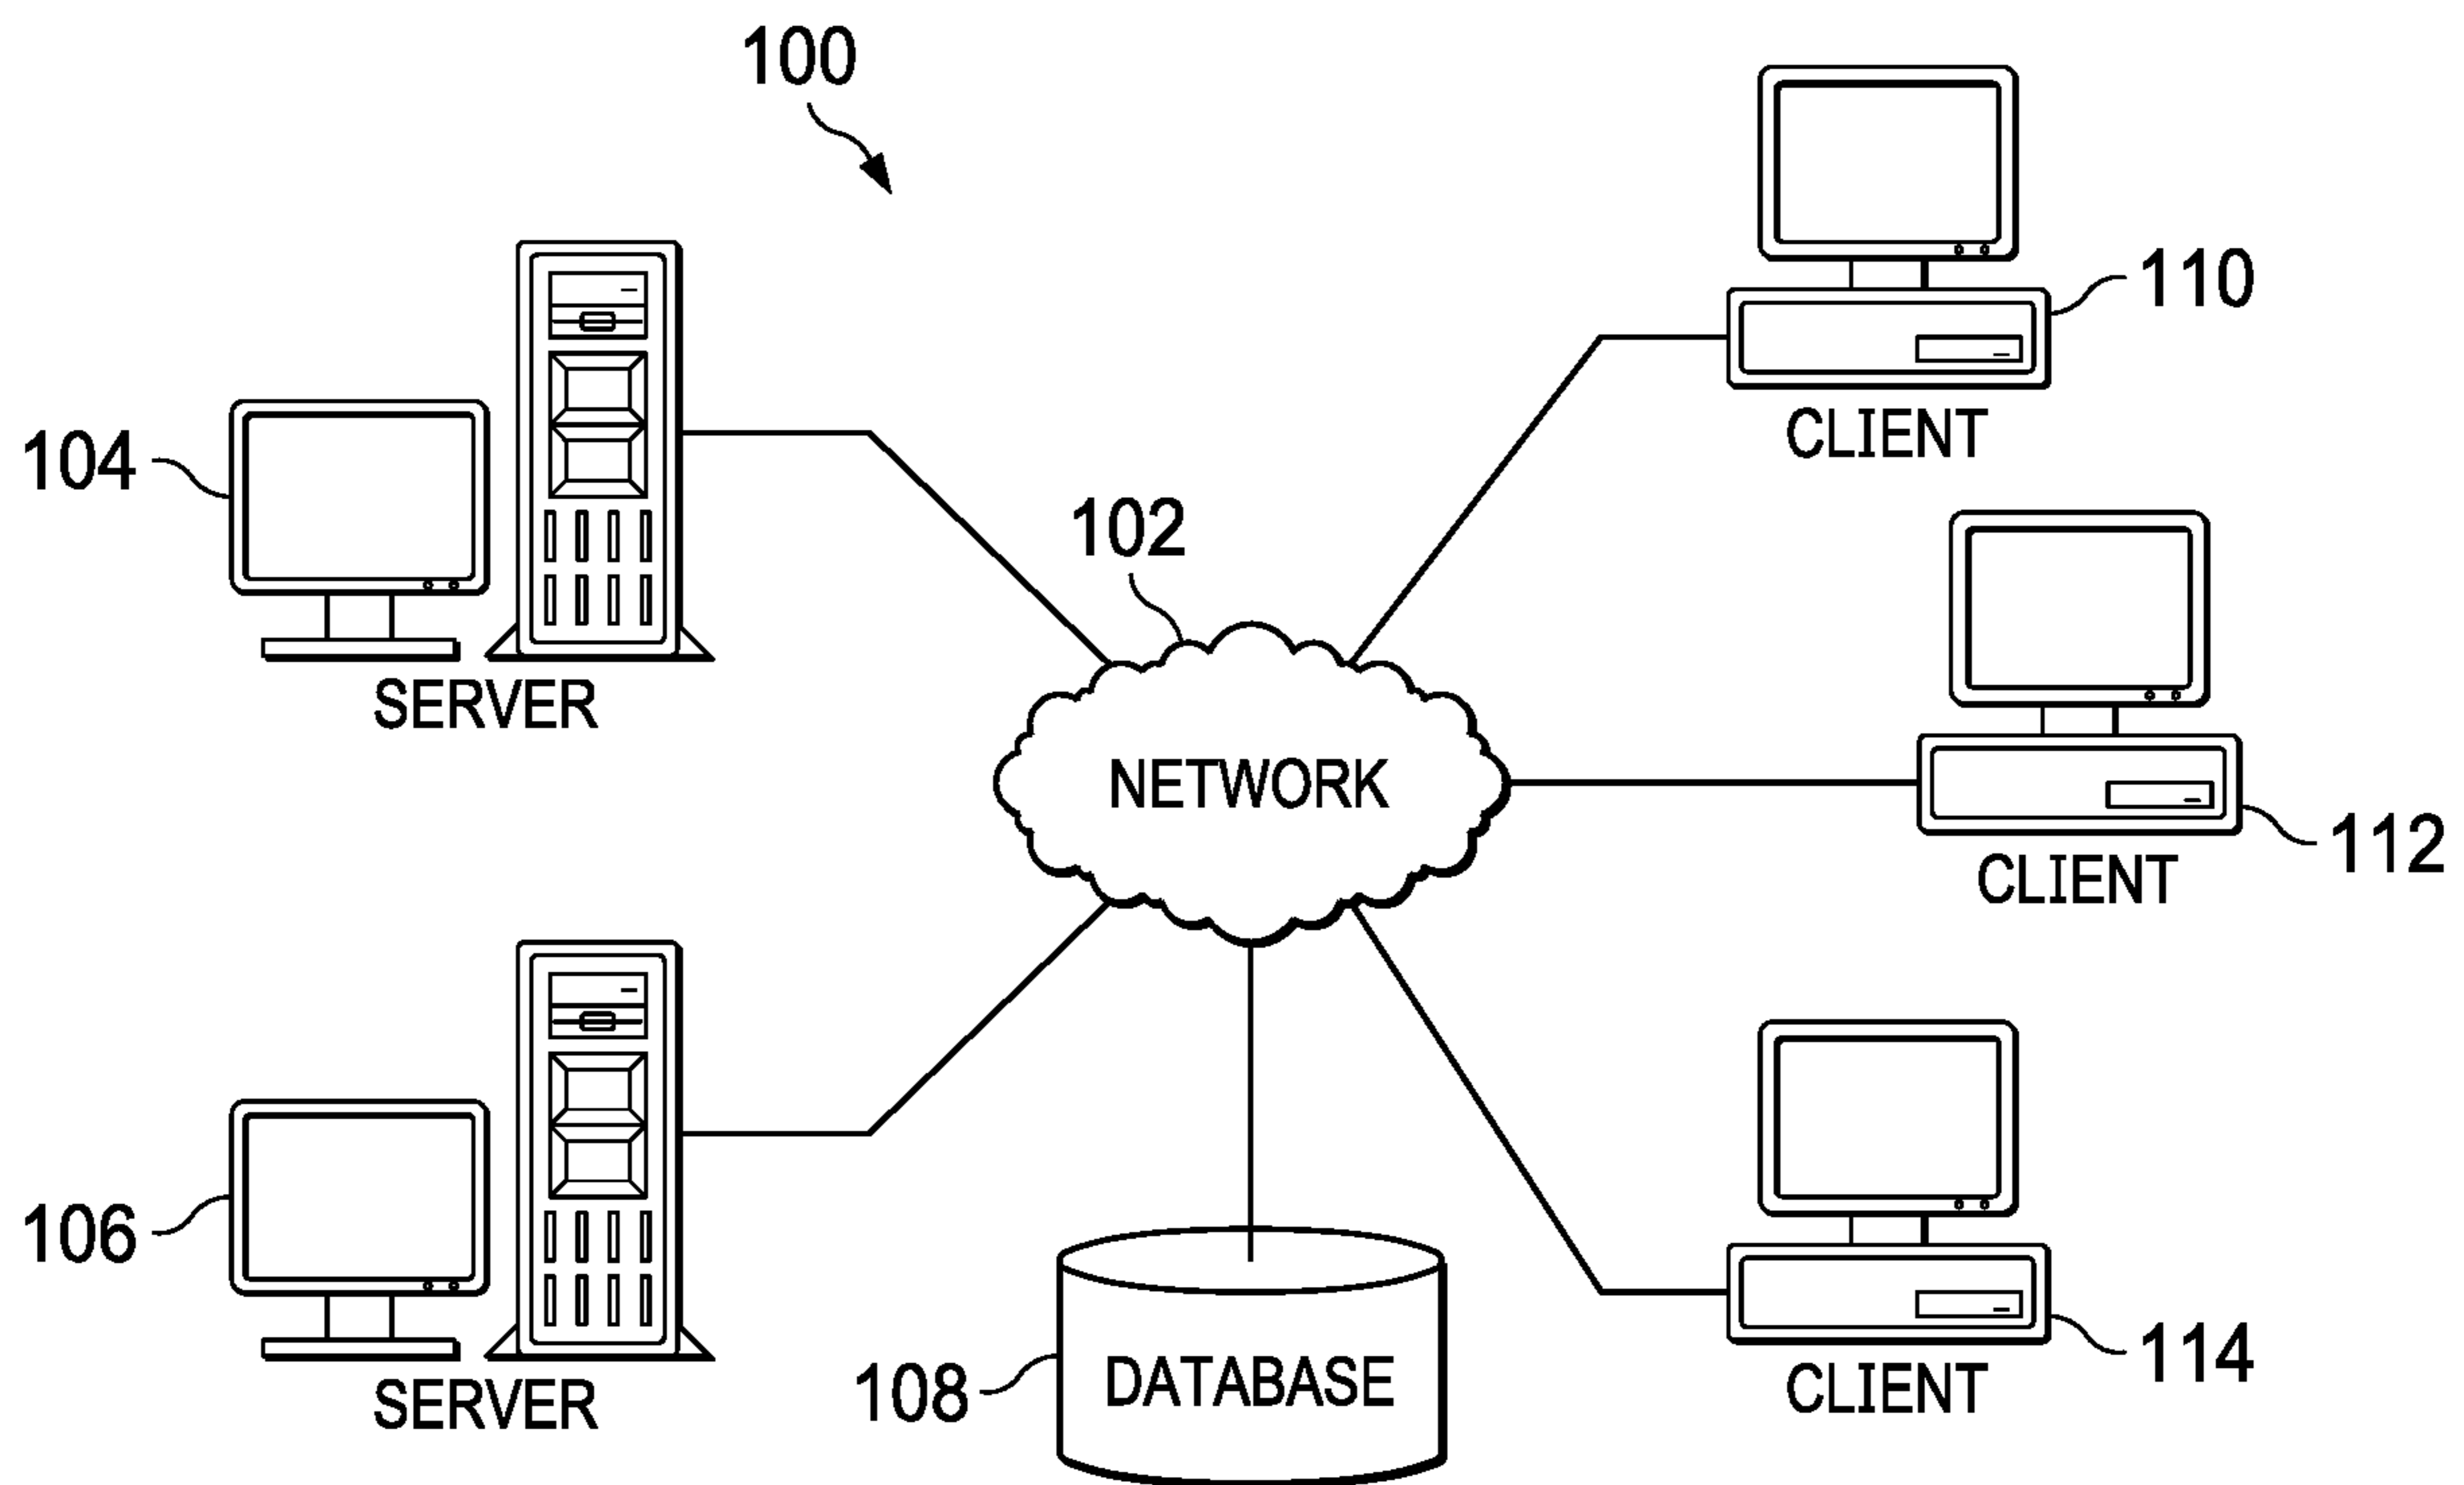 100
110
CLIENT
104
SERVER
102
NETWORK
112
CLIENT
106
SERVER
108
DATABASE
114
CLIENT